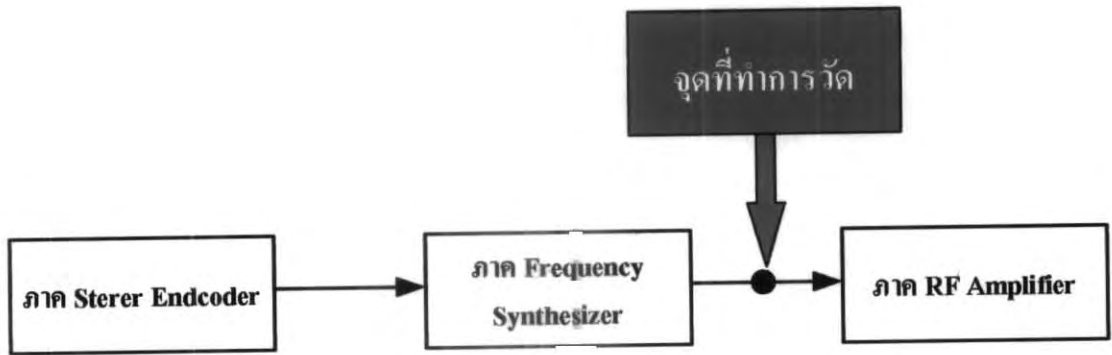 จุดที่ทำการวัด
ภาค Sterer Endcoder
ภาค Frequency
Synthesizer
ภาค RF Amplifier